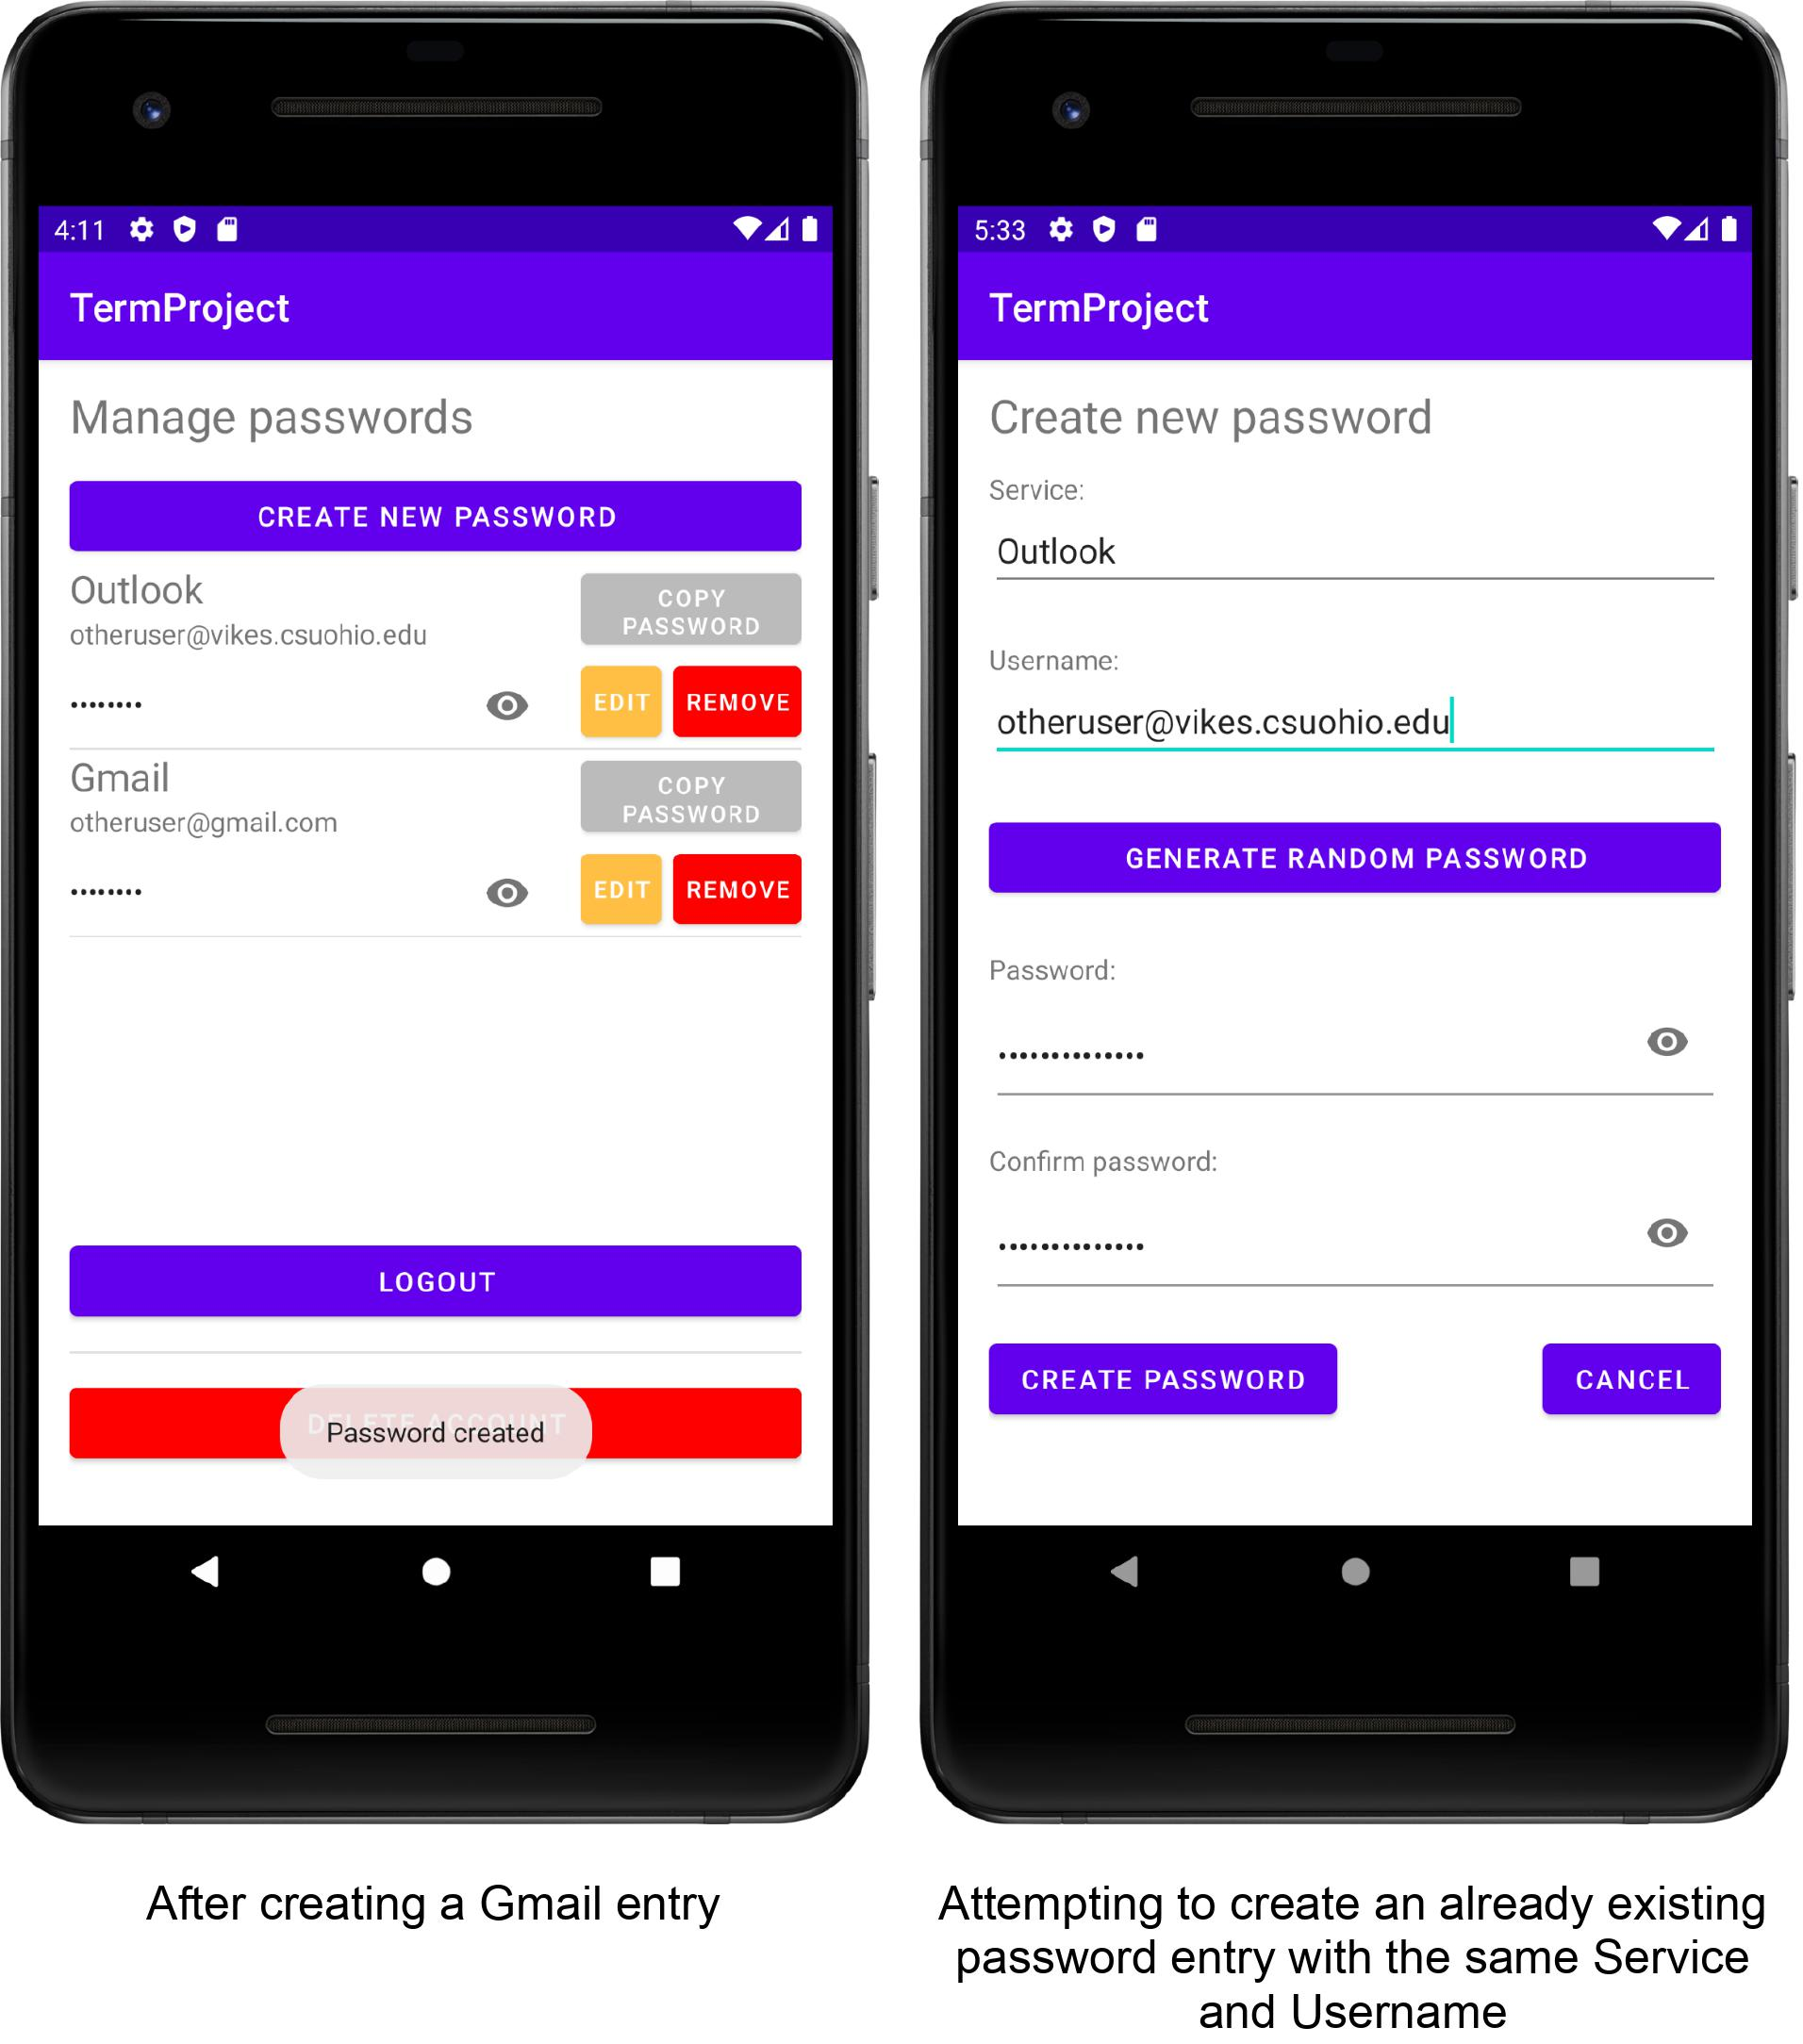 4:11
TermProject
Manage passwords
CREATE NEW PASSWORD
Outlook
otheruser@vikes.csuohio.edu
COPY
PASSWORD
••••••••
EDIT
REMOVE
Gmail
otheruser@gmail.com
COPY
PASSWORD
••••••••
EDIT
REMOVE
LOGOUT
DELETE ACCOUNT
Password created
After creating a Gmail entry
5:33
TermProject
Create new password
Service:
Outlook
Username:
otheruser@vikes.csuohio.edu
GENERATE RANDOM PASSWORD
Password:
••••••••••••••
Confirm password:
••••••••••••••
CREATE PASSWORD
CANCEL
Attempting to create an already existing
password entry with the same Service
and Username